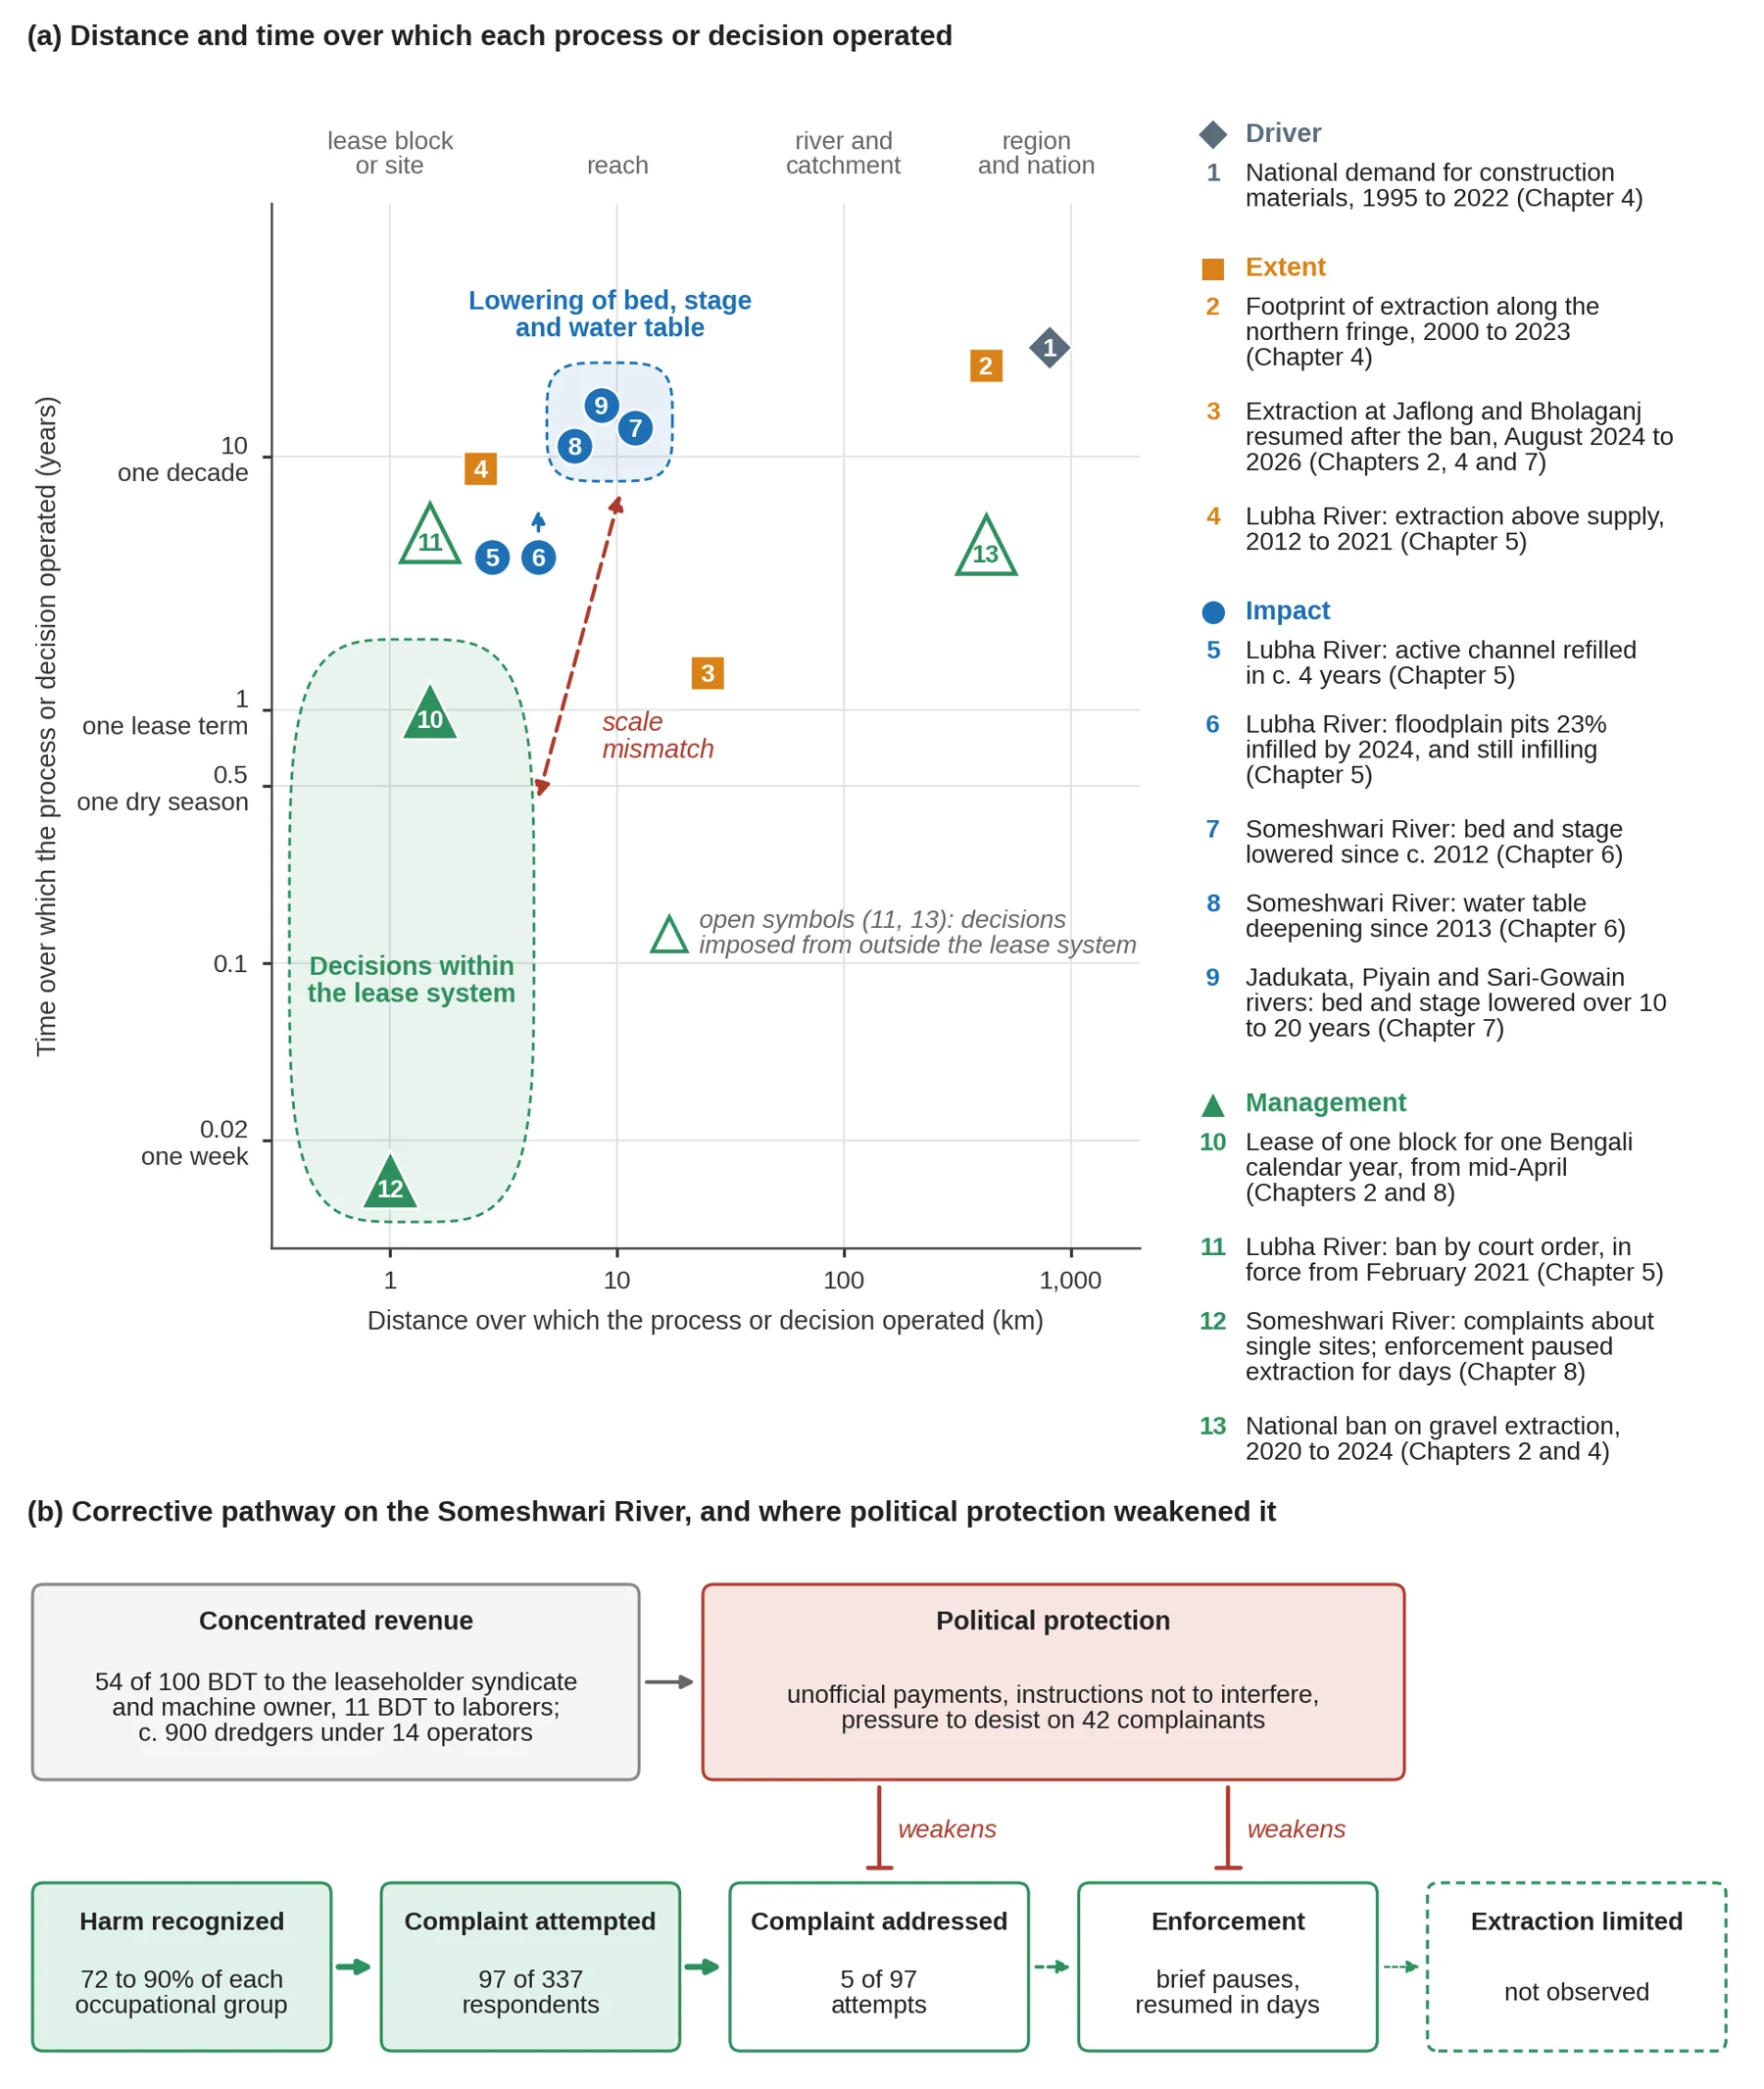 (a) Distance and time over which each process or decision operated
lease block
or site
reach
river and
catchment
region
and nation
Time over which the process or decision operated (years)
10
one decade
1
one lease term
0.5
one dry season
0.1
0.02
one week
Lowering of bed, stage
and water table
1
2
9
7
8
4
11
5
6
13
3
10
scale
mismatch
open symbols (11, 13): decisions
imposed from outside the lease system
Decisions within
the lease system
12
1
10
100
1,000
Distance over which the process or decision operated (km)
Driver
1 National demand for construction
materials, 1995 to 2022 (Chapter 4)
Extent
2 Footprint of extraction along the
northern fringe, 2000 to 2023
(Chapter 4)
3 Extraction at Jaflong and Bholaganj
resumed after the ban, August 2024 to
2026 (Chapters 2, 4 and 7)
4 Lubha River: extraction above supply,
2012 to 2021 (Chapter 5)
Impact
5 Lubha River: active channel refilled
in c. 4 years (Chapter 5)
6 Lubha River: floodplain pits 23%
infilled by 2024, and still infilling
(Chapter 5)
7 Someshwari River: bed and stage
lowered since c. 2012 (Chapter 6)
8 Someshwari River: water table
deepening since 2013 (Chapter 6)
9 Jadukata, Piyain and Sari-Gowain
rivers: bed and stage lowered over 10
to 20 years (Chapter 7)
Management
10 Lease of one block for one Bengali
calendar year, from mid-April
(Chapters 2 and 8)
11 Lubha River: ban by court order, in
force from February 2021 (Chapter 5)
12 Someshwari River: complaints about
single sites; enforcement paused
extraction for days (Chapter 8)
13 National ban on gravel extraction,
2020 to 2024 (Chapters 2 and 4)
(b) Corrective pathway on the Someshwari River, and where political protection weakened it
Concentrated revenue
54 of 100 BDT to the leaseholder syndicate
and machine owner, 11 BDT to laborers;
c. 900 dredgers under 14 operators
Political protection
unofficial payments, instructions not to interfere,
pressure to desist on 42 complainants
weakens
weakens
Harm recognized
72 to 90% of each
occupational group
Complaint attempted
97 of 337
respondents
Complaint addressed
5 of 97
attempts
Enforcement
brief pauses,
resumed in days
Extraction limited
not observed